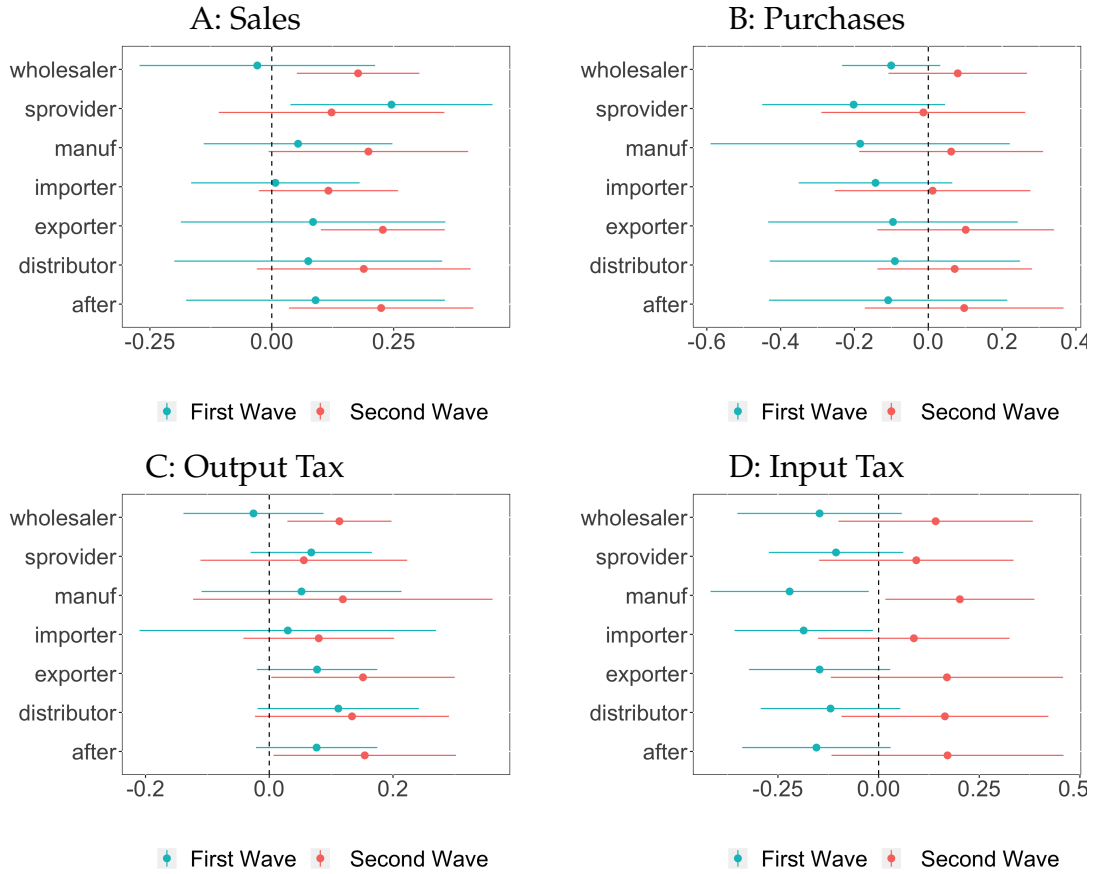 A: Sales
wholesaler
sprovider
manuf
importer
exporter
distributor
after
-0.25 0.00 0.25
First Wave Second Wave
B: Purchases
wholesaler
sprovider
manuf
importer
exporter
distributor
after
-0.6 -0.4 -0.2 0.0 0.2 0.4
First Wave Second Wave
C: Output Tax
wholesaler
sprovider
manuf
importer
exporter
distributor
after
-0.2 0.0 0.2
First Wave Second Wave
D: Input Tax
wholesaler
sprovider
manuf
importer
exporter
distributor
after
-0.25 0.00 0.25 0.5
First Wave Second Wave